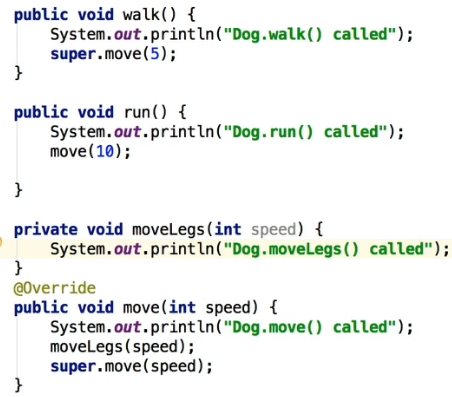 public void walk() {
    System.out.println("Dog.walk() called");
    super.move(5);
}
public void run() {
    System.out.println("Dog.run() called");
    move(10);
}
private void moveLegs(int speed) {
    System.out.println("Dog.moveLegs() called");
}
@Override
public void move(int speed) {
    System.out.println("Dog.move() called");
    moveLegs(speed);
    super.move(speed);
}